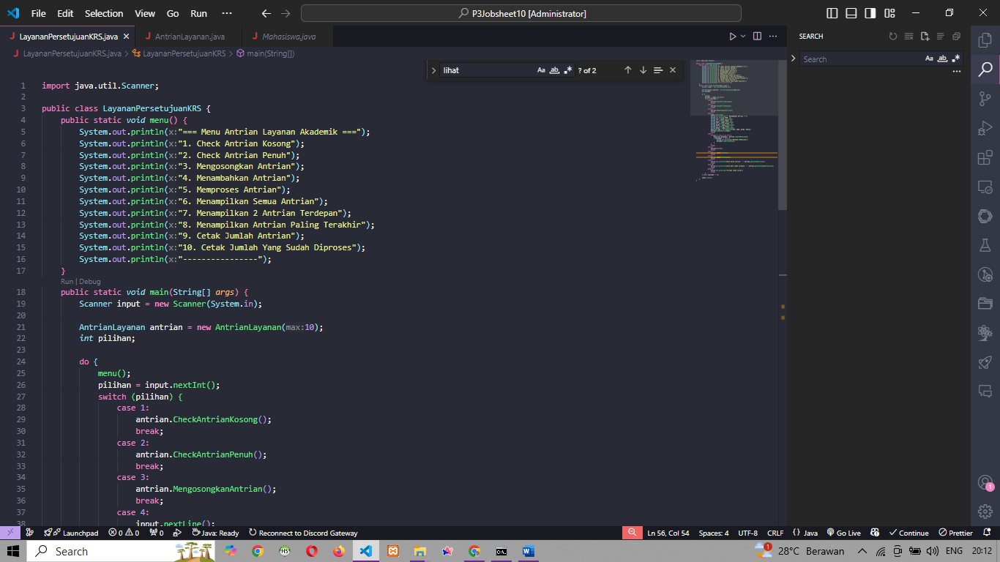 File Edit Selection View Go Run ··· P3Jobsheet10 [Administrator]
LayananPersetujuanKRS.java AntrianLayanan.java Mahasiswa.java
LayananPersetujuanKRS.java > LayananPersetujuanKRS > main(String[])
lihat Aa ab ? of 2
SEARCH
Search Aa ab
1 import java.util.Scanner;
2
3 public class LayananPersetujuanKRS {
4 public static void menu() {
5 System.out.println(x:"=== Menu Antrian Layanan Akademik ===");
6 System.out.println(x:"1. Check Antrian Kosong");
7 System.out.println(x:"2. Check Antrian Penuh");
8 System.out.println(x:"3. Mengosongkan Antrian");
9 System.out.println(x:"4. Menambahkan Antrian");
10 System.out.println(x:"5. Memproses Antrian");
11 System.out.println(x:"6. Menampilkan Semua Antrian");
12 System.out.println(x:"7. Menampilkan 2 Antrian Terdepan");
13 System.out.println(x:"8. Menampilkan Antrian Paling Terakhir");
14 System.out.println(x:"9. Cetak Jumlah Antrian");
15 System.out.println(x:"10. Cetak Jumlah Yang Sudah Diproses");
16 System.out.println(x:"----------------");
17 }
Run | Debug
18 public static void main(String[] args) {
19 Scanner input = new Scanner(System.in);
20
21 AntrianLayanan antrian = new AntrianLayanan(max:10);
22 int pilihan;
23
24 do {
25 menu();
26 pilihan = input.nextInt();
27 switch (pilihan) {
28 case 1:
29 antrian.CheckAntrianKosong();
30 break;
31 case 2:
32 antrian.CheckAntrianPenuh();
33 break;
34 case 3:
35 antrian.MengosongkanAntrian();
36 break;
37 case 4:
38 input.nextLine();
1
Launchpad 0 0 0 Java: Ready Reconnect to Discord Gateway Ln 56, Col 54 Spaces: 4 UTF-8 CRLF {} Java Go Live Continue Prettier
Search 1 28°C Berawan ENG 20:12